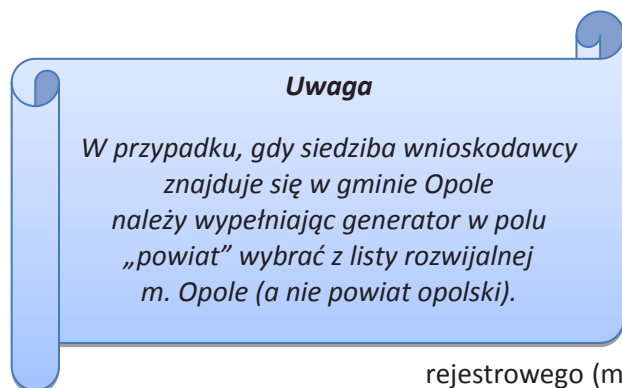 Uwaga
W przypadku, gdy siedziba wnioskodawcy
znajduje się w gminie Opole
należy wypełniając generator w polu
„powiat” wybrać z listy rozwijalnej
m. Opole (a nie powiat opolski).
rejestrowego (m